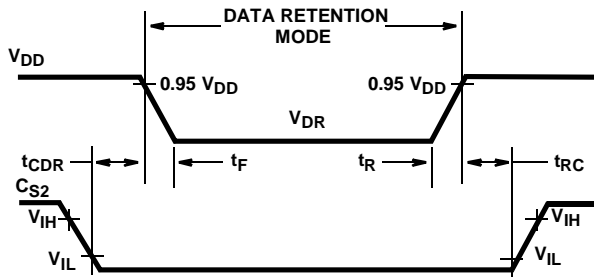 DATA RETENTION
MODE
VDD
0.95 VDD
0.95 VDD
VDR
tCDR
tF
tR
tRC
CS2
VIH
VIH
VIL
VIL